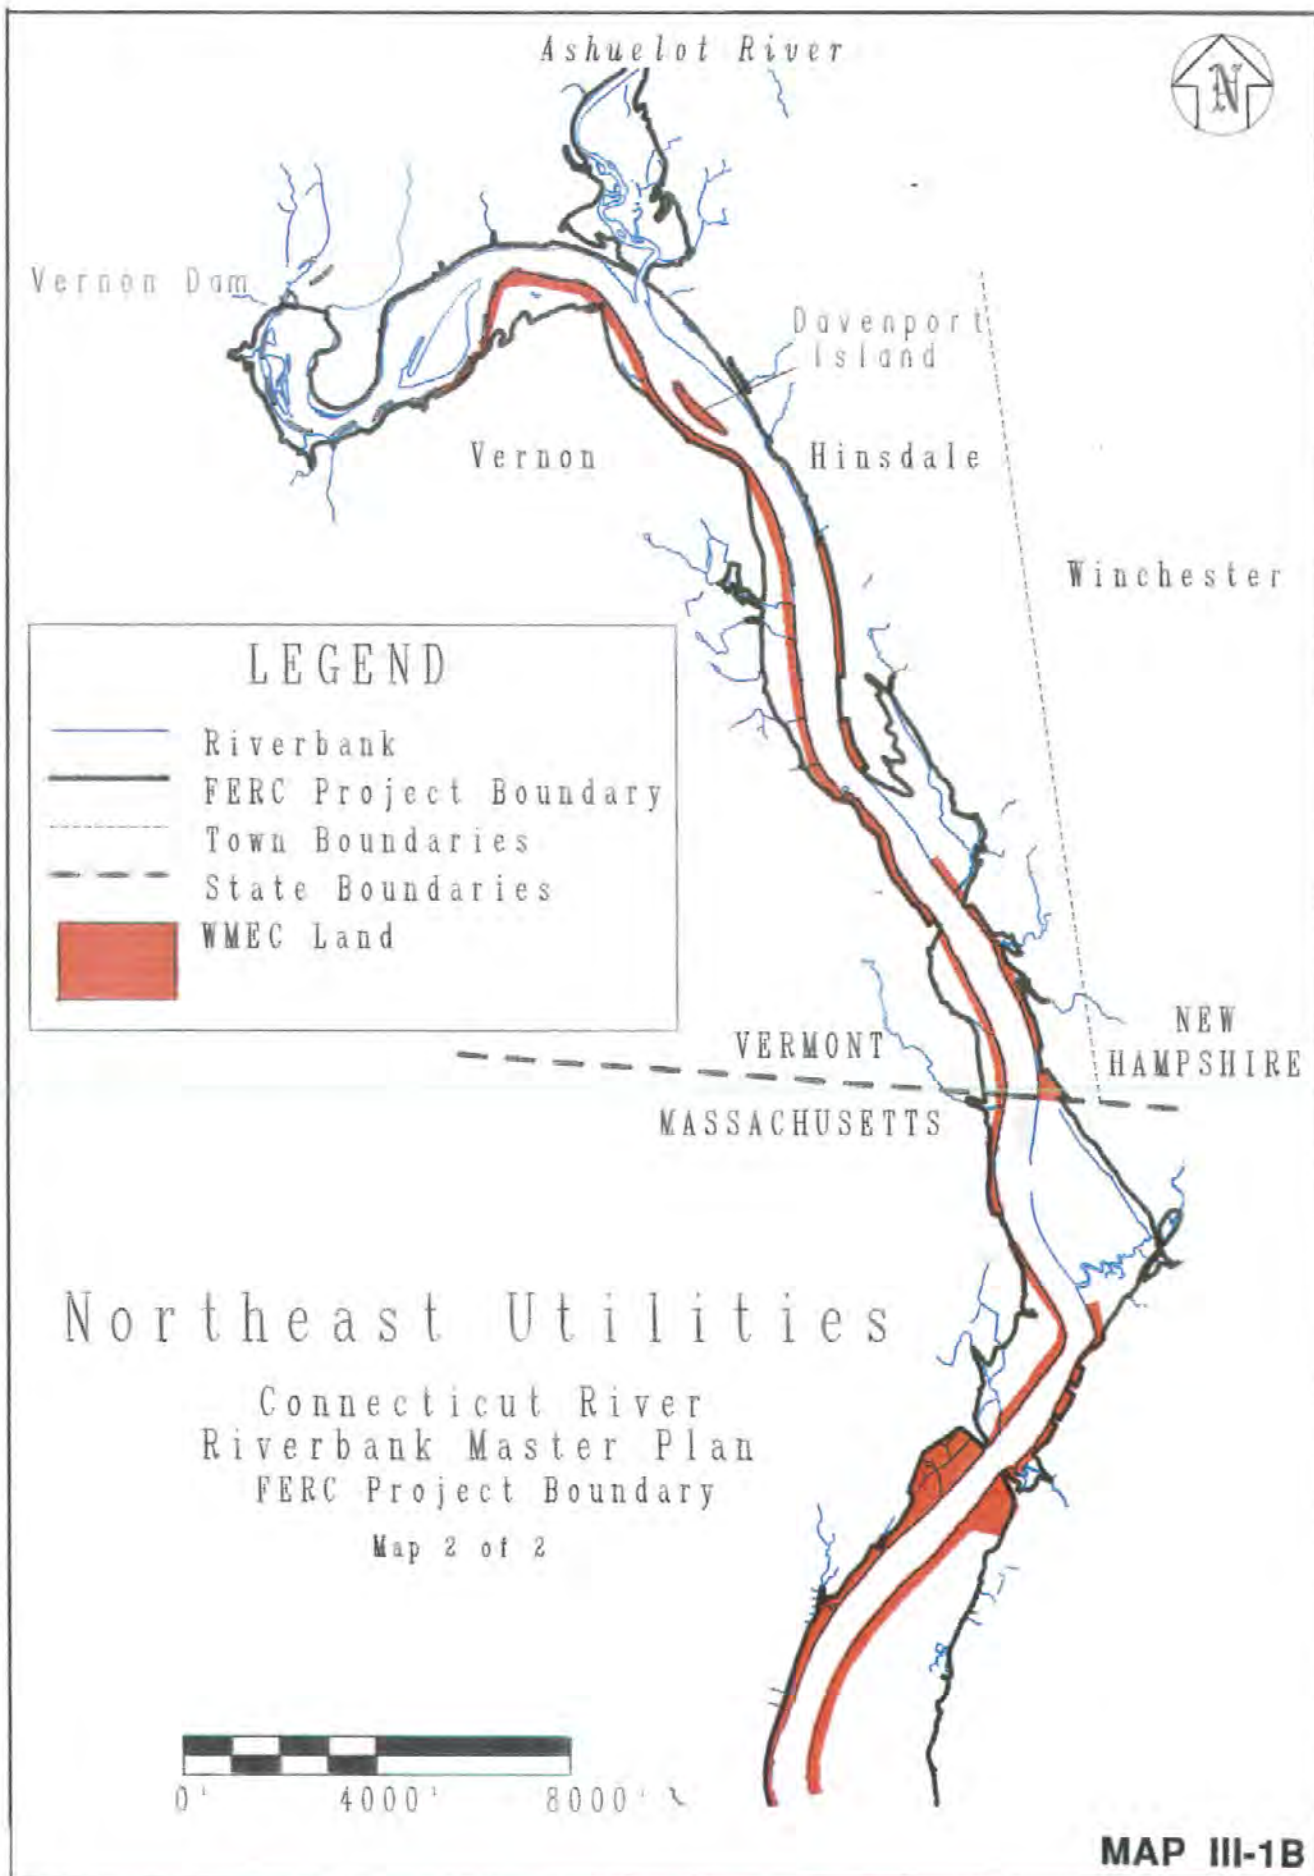 Ashuelot River
N
Vernon Dam
Davenport
Island
Vernon
Hinsdale
Winchester
LEGEND
Riverbank
FERC Project Boundary
Town Boundaries
State Boundaries
WMEC Land
VERMONT
NEW
HAMPSHIRE
MASSACHUSETTS
Northeast Utilities
Connecticut River
Riverbank Master Plan
FERC Project Boundary
Map 2 of 2
0' 4000' 8000'
MAP III-1B